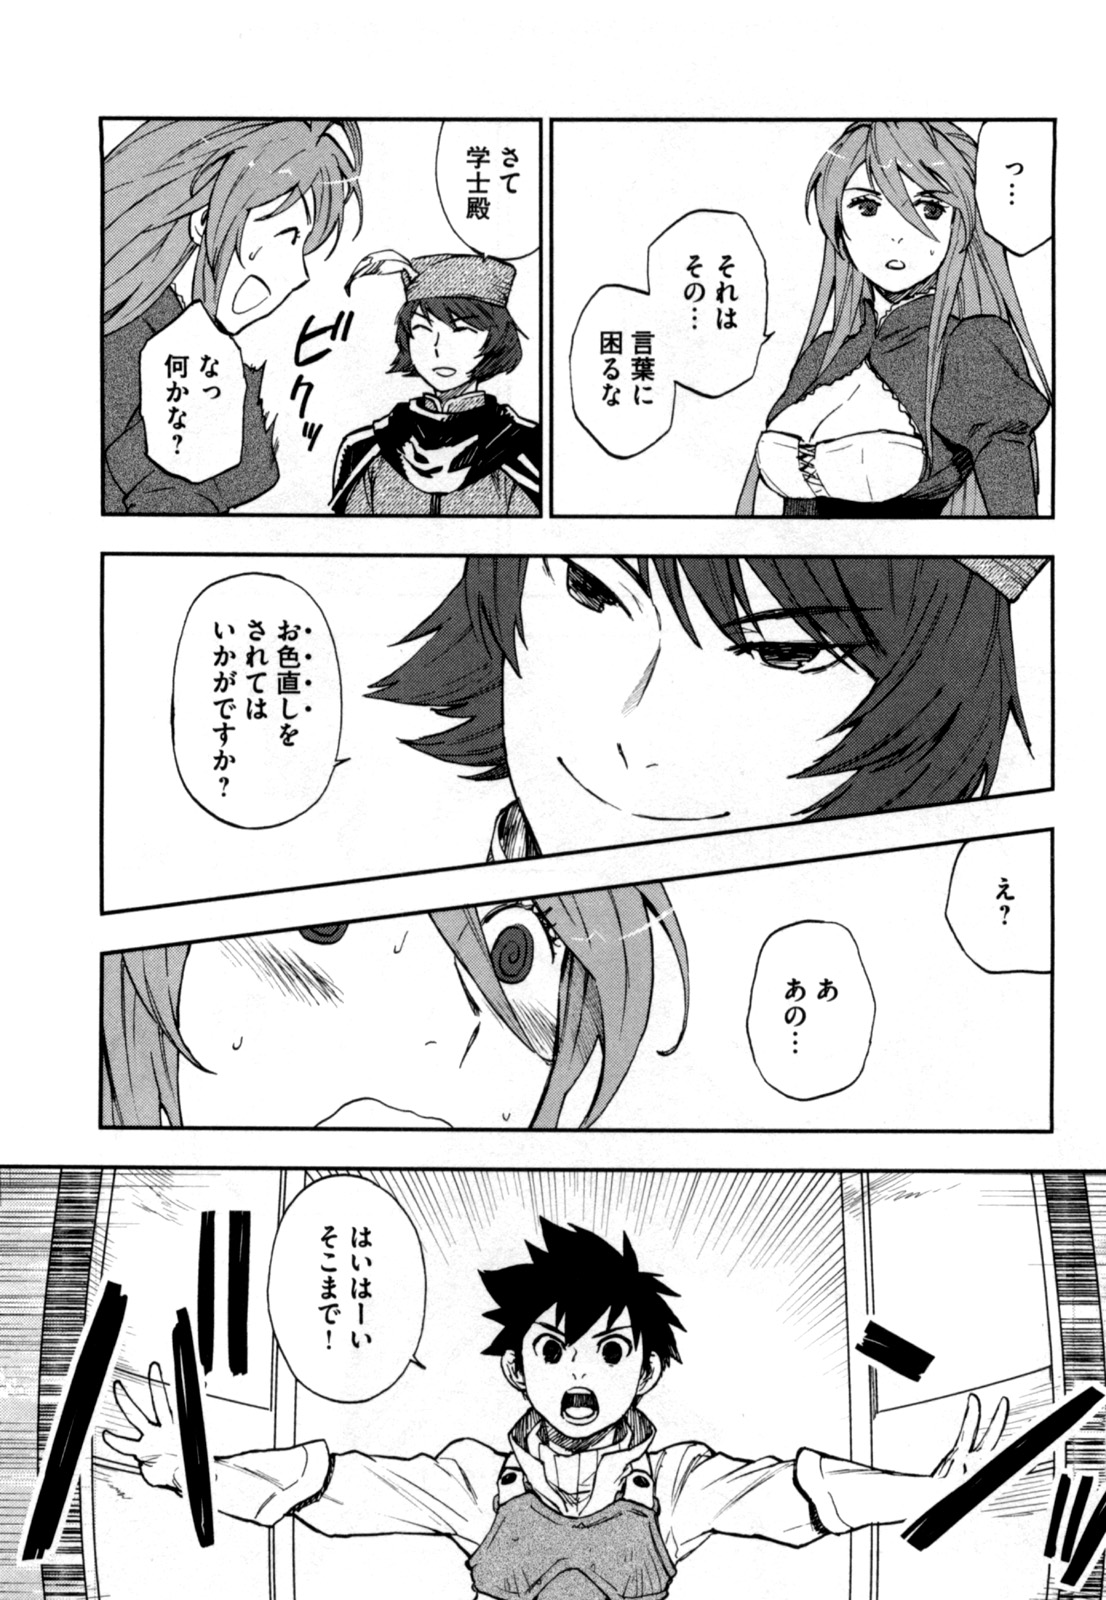 っ…
それは
その…
言葉に
困るな
さて
学士殿
ビクッ
なっ
何かな?
お色直しを
されては
いかがですか?
え?
あ
あの…
はいはーい
そこまで!